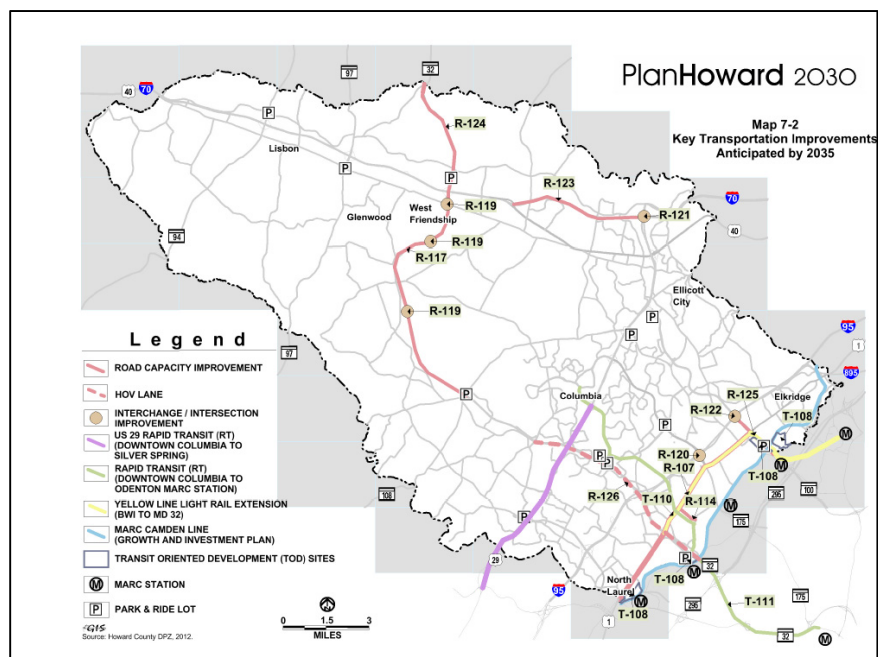 PlanHoward 2030
Map 7-2
Key Transportation Improvements
Anticipated by 2035
97
32
70
40
P
R-124
Lisbon
P
P
R-123
70
Glenwood
West
Friendship
R-119
R-121
40
94
R-119
R-117
Ellicott
City
R-119
P
P
95
1
97
895
P
Columbia
R-125
Elkridge
R-122
T-108
P
P
P
R-120
R-107
P
M
T-108
M
108
R-126
T-110
R-114
295
100
P
M
175
29
P
32
M
North
Laurel
T-108
95
M
295
T-111
175
1
T-108
32
M
Legend
ROAD CAPACITY IMPROVEMENT
HOV LANE
INTERCHANGE / INTERSECTION
IMPROVEMENT
US 29 RAPID TRANSIT (RT)
(DOWNTOWN COLUMBIA TO
SILVER SPRING)
RAPID TRANSIT (RT)
(DOWNTOWN COLUMBIA TO
ODENTON MARC STATION)
YELLOW LINE LIGHT RAIL EXTENSION
(BWI TO MD 32)
MARC CAMDEN LINE
(GROWTH AND INVESTMENT PLAN)
TRANSIT ORIENTED DEVELOPMENT (TOD) SITES
M MARC STATION
P PARK & RIDE LOT
GIS
Source: Howard County DPZ, 2012.
0 1.5 3
MILES